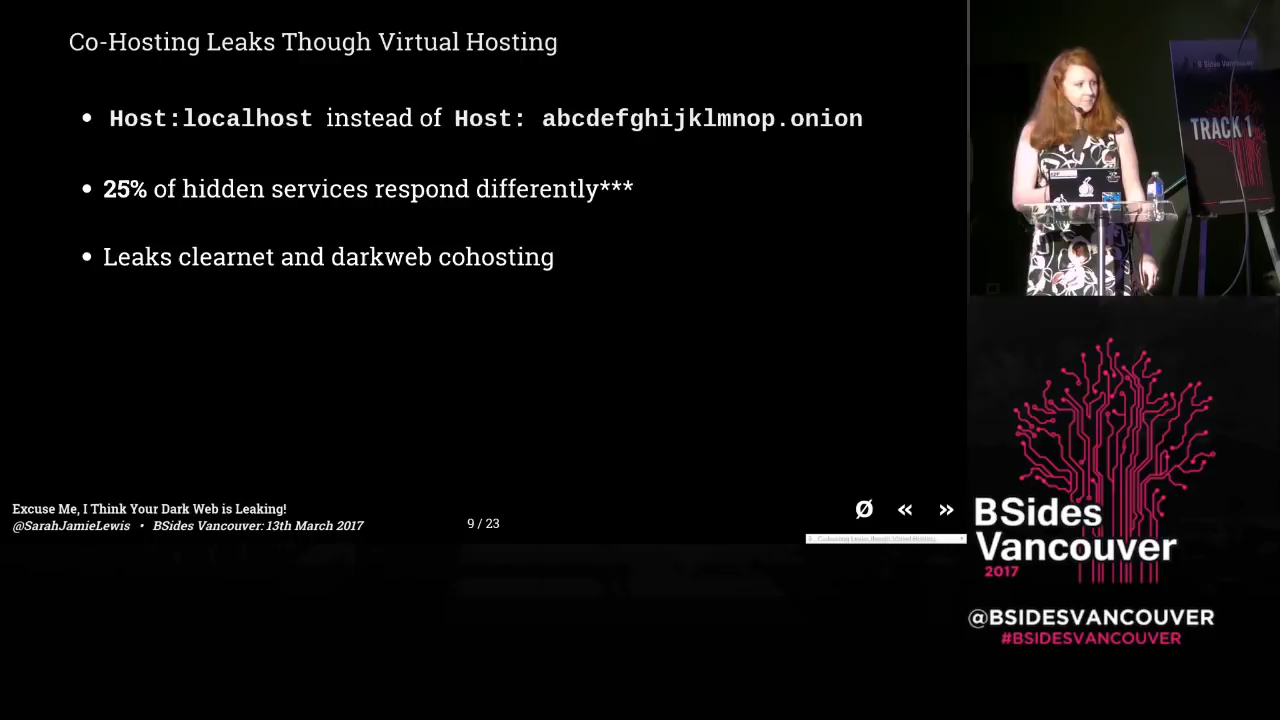 Co-Hosting Leaks Though Virtual Hosting
Host:localhost instead of Host: abcdefghijklmnop.onion
25% of hidden services respond differently***
Leaks clearnet and darkweb cohosting
Excuse Me, I Think Your Dark Web is Leaking!
@SarahJamieLewis • BSides Vancouver: 13th March 2017
9 / 23
Ø « »
B Sides Vancouver
TRACK 1
BSides
Vancouver
2017
@BSIDESVANCOUVER
#BSIDESVANCOUVER